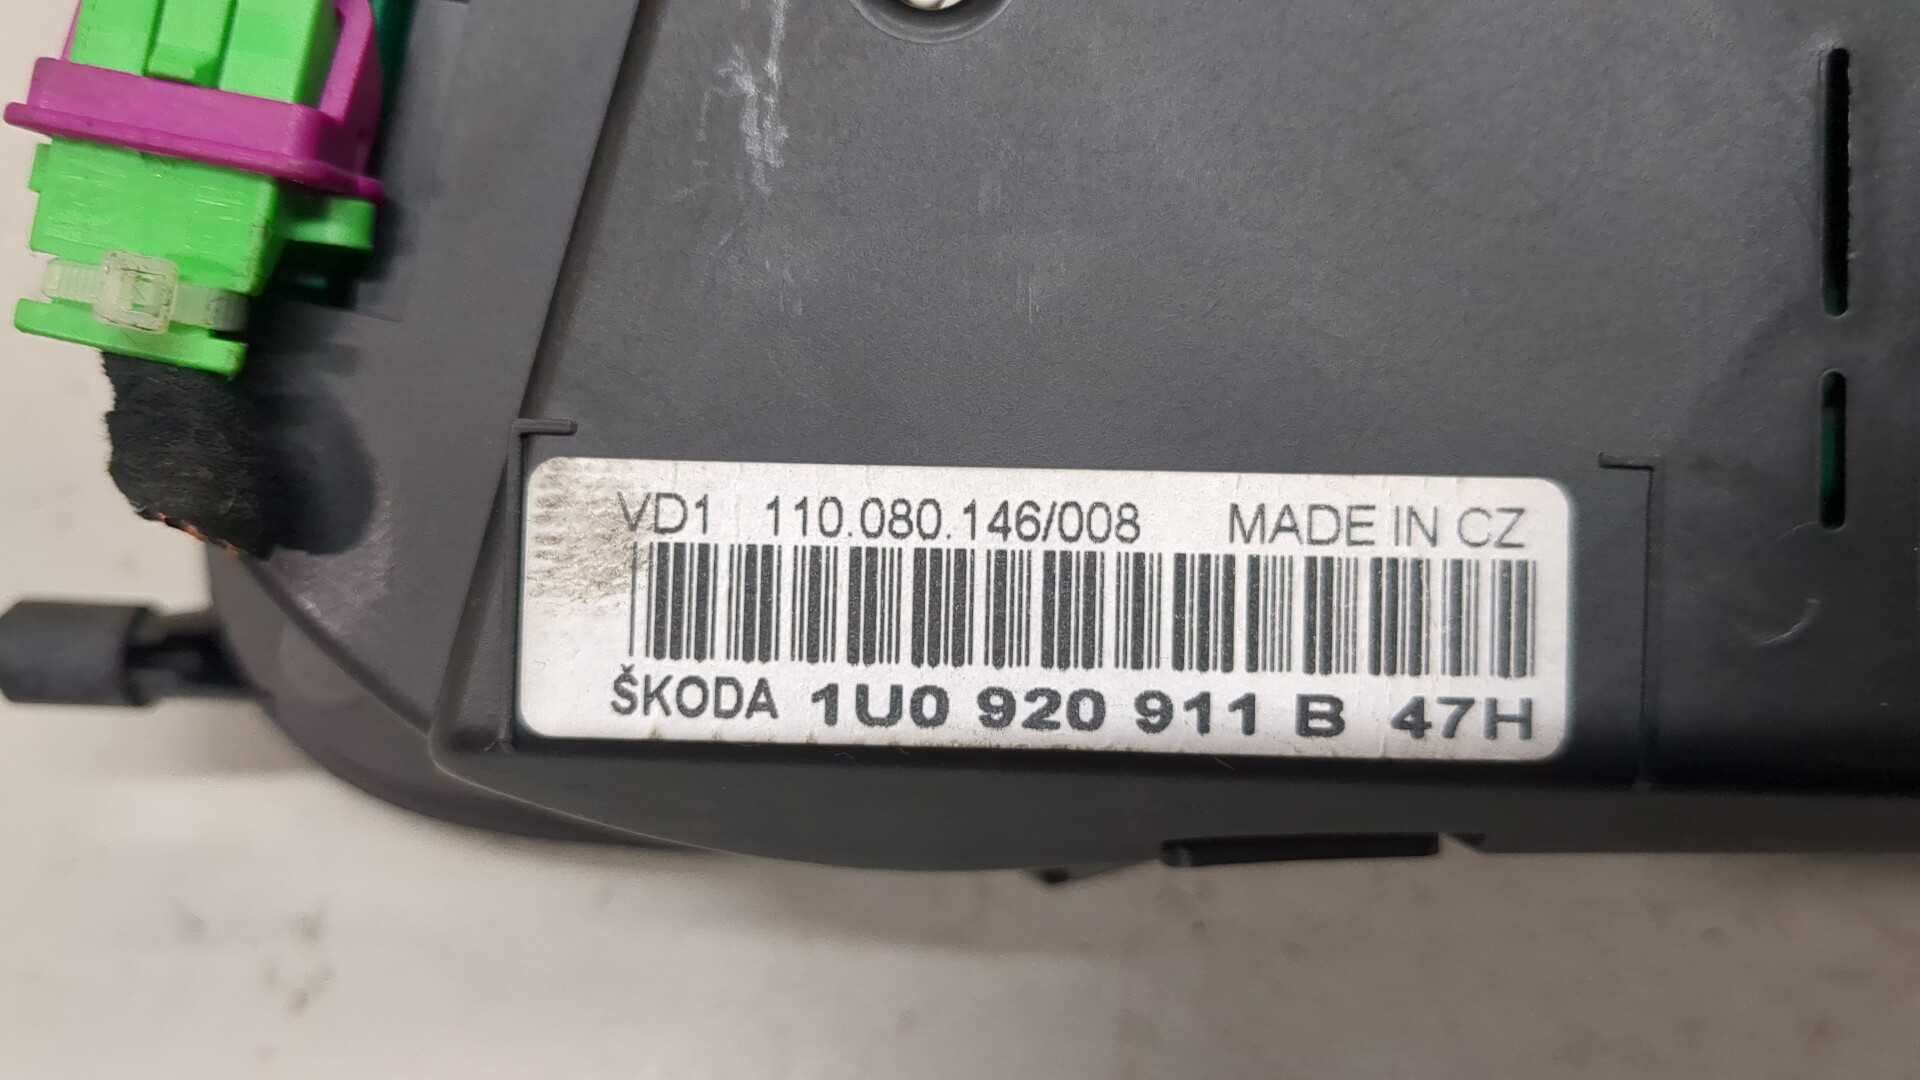 VD1 110.080.146/008 MADE IN CZ
ŠKODA 1U0 920 911 B 47H